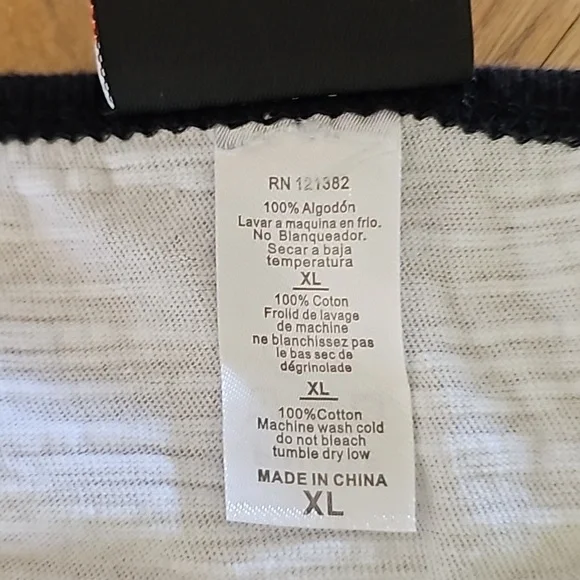 RN 121382
100% Algodón
Lavar a maquina en frio.
No Blanqueador.
Secar a baja
temperatura
XL
100% Coton
Frolid de lavage
de machine
ne blanchissez pas
le bas sec de
dégrinolade
XL
100%Cotton
Machine wash cold
do not bleach
tumble dry low
MADE IN CHINA
XL